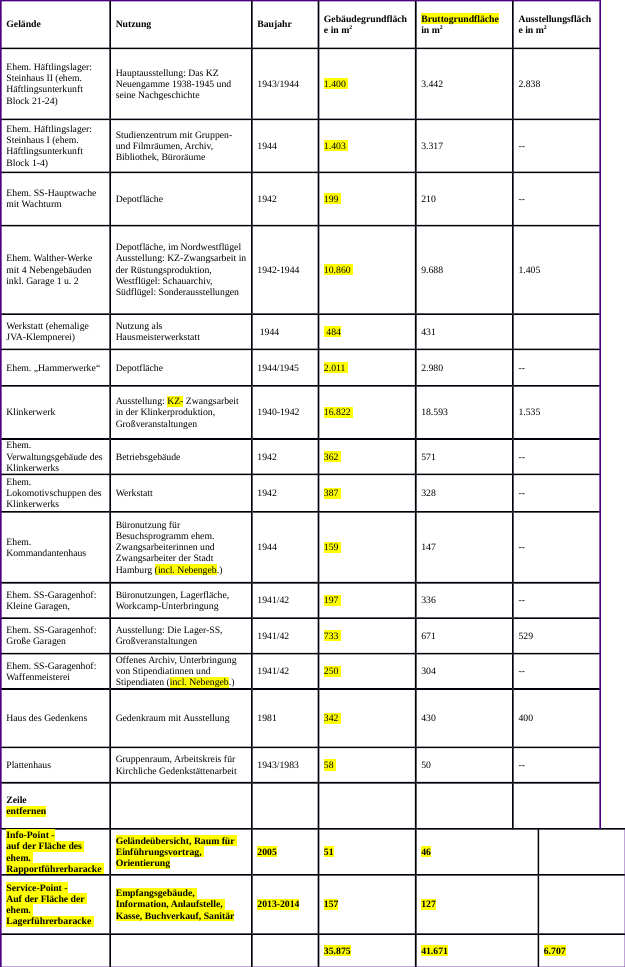 Gelände
Nutzung
Baujahr
Gebäudegrundfläch
e in m²
Bruttogrundfläche
in m²
Ausstellungsfläch
e in m²
Ehem. Häftlingslager:
Steinhaus II (ehem.
Häftlingsunterkunft
Block 21-24)
Hauptausstellung: Das KZ
Neuengamme 1938-1945 und
seine Nachgeschichte
1943/1944
1.400
3.442
2.838
Ehem. Häftlingslager:
Steinhaus I (ehem.
Häftlingsunterkunft
Block 1-4)
Studienzentrum mit Gruppen-
und Filmräumen, Archiv,
Bibliothek, Büroräume
1944
1.403
3.317
--
Ehem. SS-Hauptwache
mit Wachturm
Depotfläche
1942
199
210
--
Ehem. Walther-Werke
mit 4 Nebengebäuden
inkl. Garage 1 u. 2
Depotfläche, im Nordwestflügel
Ausstellung: KZ-Zwangsarbeit in
der Rüstungsproduktion,
Westflügel: Schauarchiv,
Südflügel: Sonderausstellungen
1942-1944
10.860
9.688
1.405
Werkstatt (ehemalige
JVA-Klempnerei)
Nutzung als
Hausmeisterwerkstatt
1944
484
431
Ehem. „Hammerwerke“
Depotfläche
1944/1945
2.011
2.980
--
Klinkerwerk
Ausstellung: KZ- Zwangsarbeit
in der Klinkerproduktion,
Großveranstaltungen
1940-1942
16.822
18.593
1.535
Ehem.
Verwaltungsgebäude des
Klinkerwerks
Betriebsgebäude
1942
362
571
--
Ehem.
Lokomotivschuppen des
Klinkerwerks
Werkstatt
1942
387
328
--
Ehem.
Kommandantenhaus
Büronutzung für
Besuchsprogramm ehem.
Zwangsarbeiterinnen und
Zwangsarbeiter der Stadt
Hamburg (incl. Nebengeb.)
1944
159
147
--
Ehem. SS-Garagenhof:
Kleine Garagen,
Büronutzungen, Lagerfläche,
Workcamp-Unterbringung
1941/42
197
336
--
Ehem. SS-Garagenhof:
Große Garagen
Ausstellung: Die Lager-SS,
Großveranstaltungen
1941/42
733
671
529
Ehem. SS-Garagenhof:
Waffenmeisterei
Offenes Archiv, Unterbringung
von Stipendiatinnen und
Stipendiaten (incl. Nebengeb.)
1941/42
250
304
--
Haus des Gedenkens
Gedenkraum mit Ausstellung
1981
342
430
400
Plattenhaus
Gruppenraum, Arbeitskreis für
Kirchliche Gedenkstättenarbeit
1943/1983
58
50
--
Zeile
entfernen
Info-Point -
auf der Fläche des
ehem.
Rapportführerbaracke
Geländeübersicht, Raum für
Einführungsvortrag,
Orientierung
2005
51
46
Service-Point -
Auf der Fläche der
ehem.
Lagerführerbaracke
Empfangsgebäude,
Information, Anlaufstelle,
Kasse, Buchverkauf, Sanitär
2013-2014
157
127
35.875
41.671
6.707